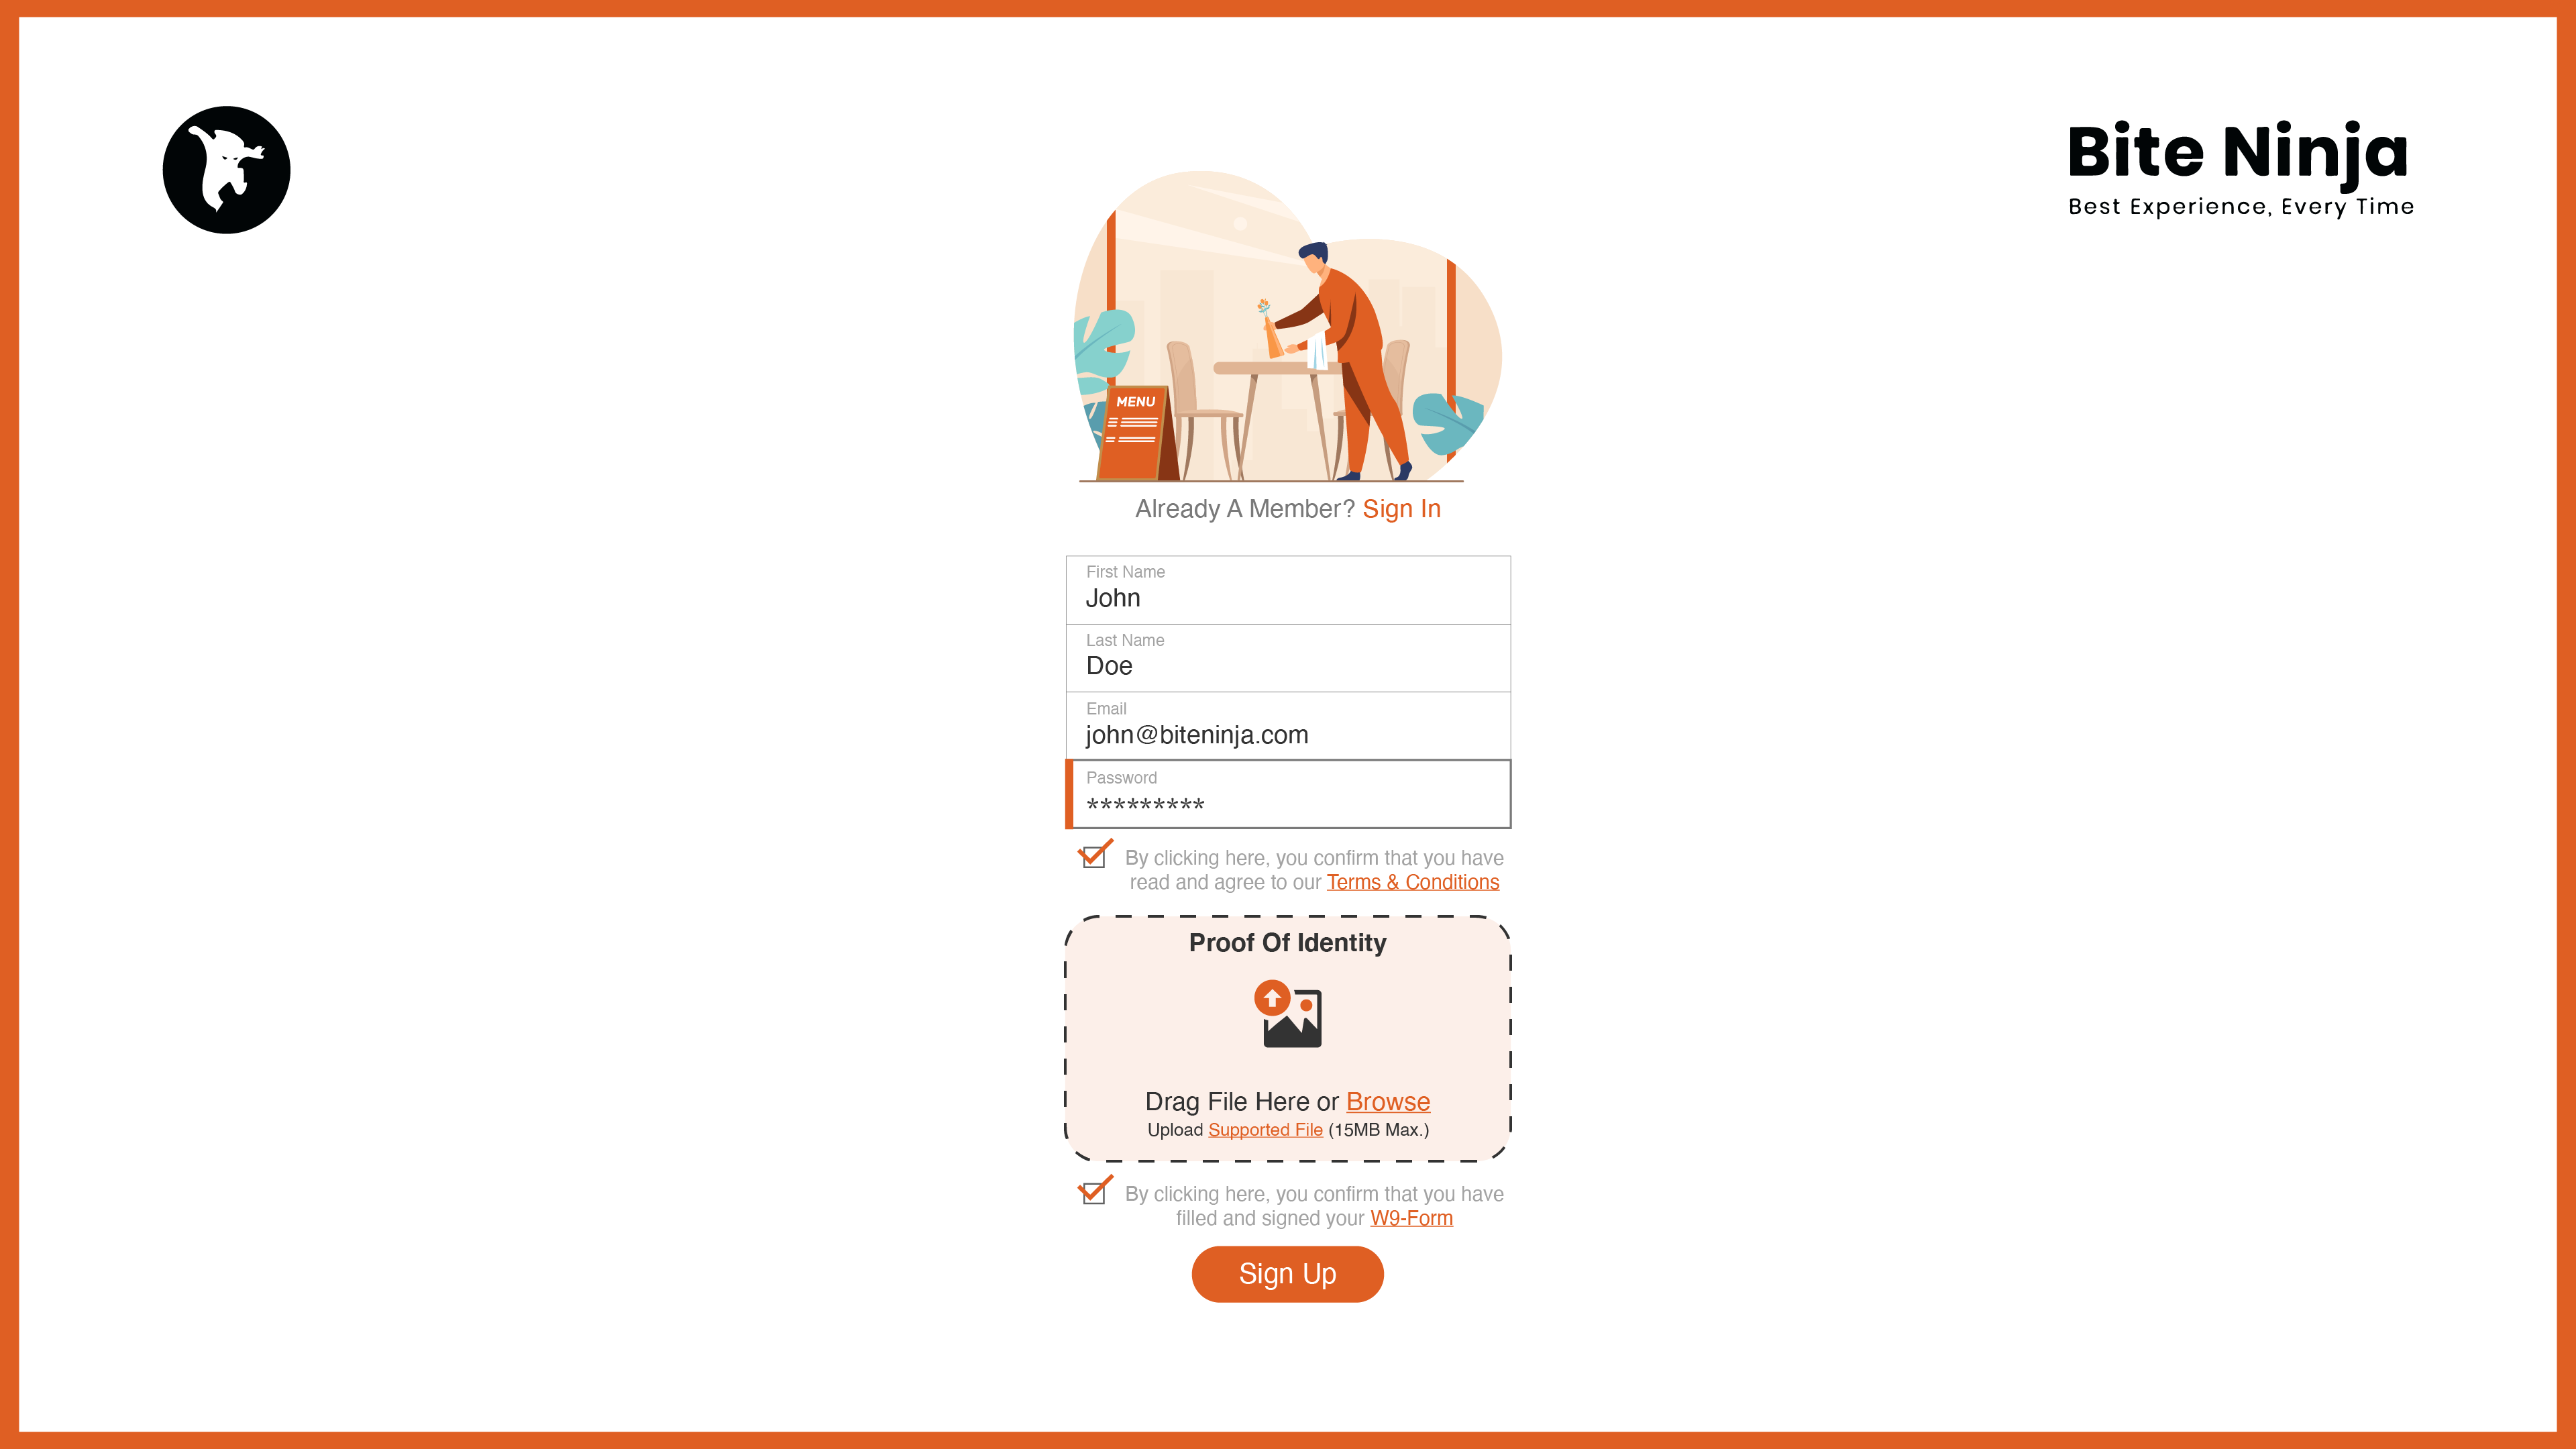 Bite Ninja
Best Experience, Every Time
MENU
Already A Member? Sign In
First Name
John
Last Name
Doe
Email
john@biteninja.com
Password
*********
By clicking here, you confirm that you have
read and agree to our Terms & Conditions
Proof Of Identity
Drag File Here or Browse
Upload Supported File (15MB Max.)
By clicking here, you confirm that you have
filled and signed your W9-Form
Sign Up